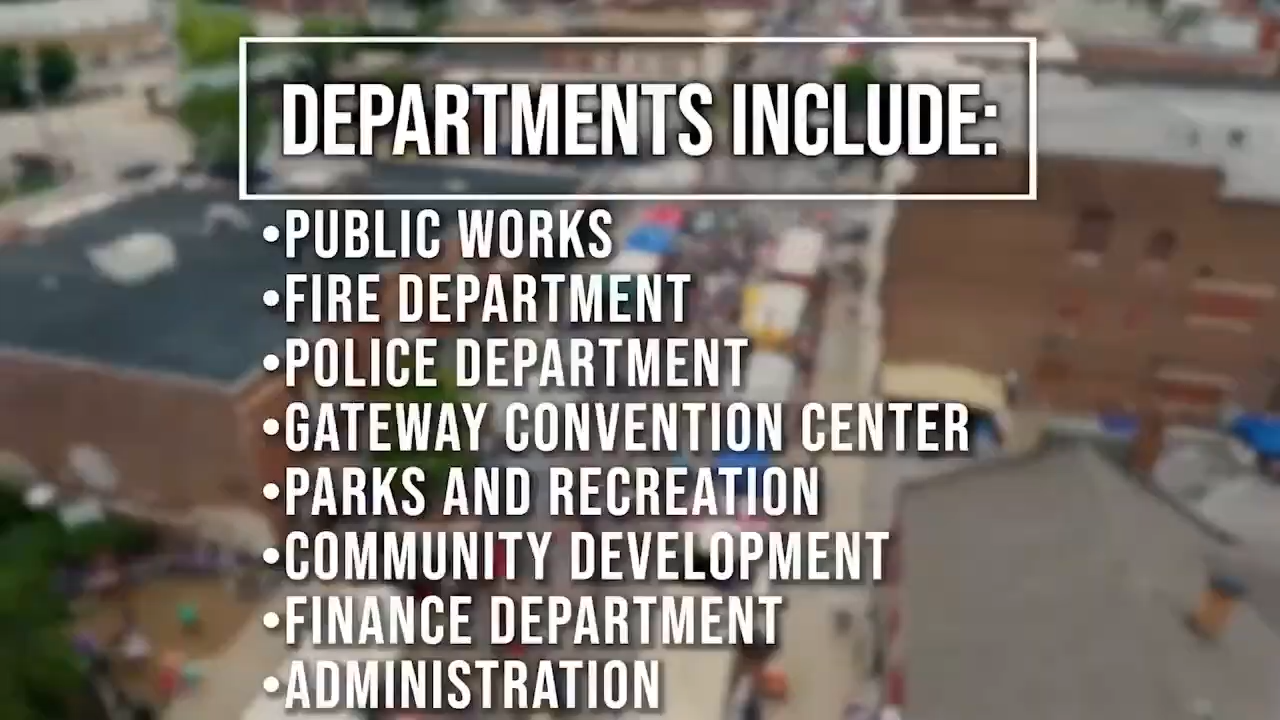 DEPARTMENTS INCLUDE:
•PUBLIC WORKS
•FIRE DEPARTMENT
•POLICE DEPARTMENT
•GATEWAY CONVENTION CENTER
•PARKS AND RECREATION
•COMMUNITY DEVELOPMENT
•FINANCE DEPARTMENT
•ADMINISTRATION